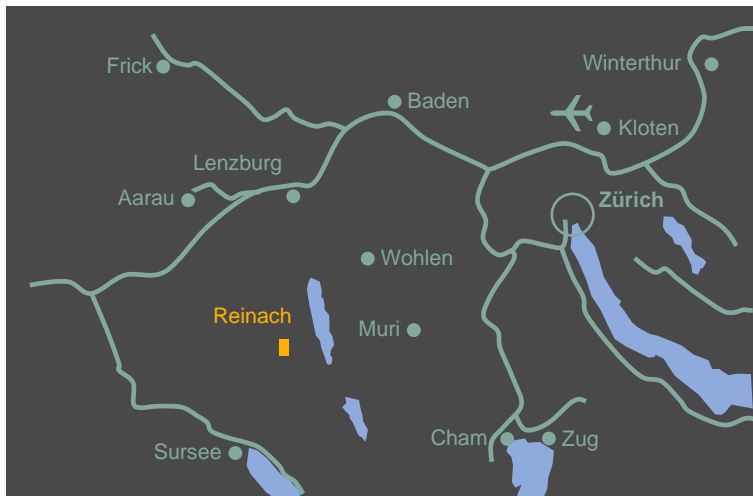 Frick
Winterthur
Baden
Kloten
Lenzburg
Aarau
Zürich
Wohlen
Reinach
Muri
Cham
Zug
Sursee